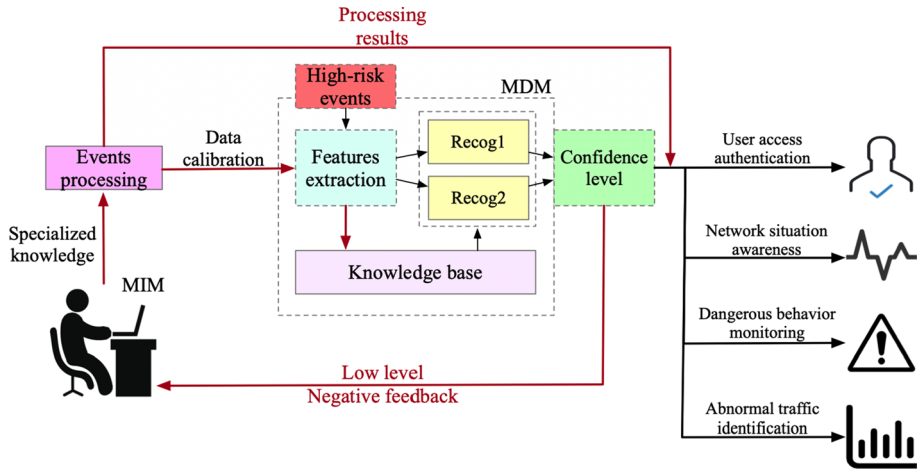 Processing
results
High-risk
events
MDM
Data
calibration
Events
processing
Features
extraction
Recog1
Recog2
Confidence
level
User access
authentication
Specialized
knowledge
Knowledge base
Network situation
awareness
MIM
Dangerous behavior
monitoring
Low level
Negative feedback
Abnormal traffic
identification